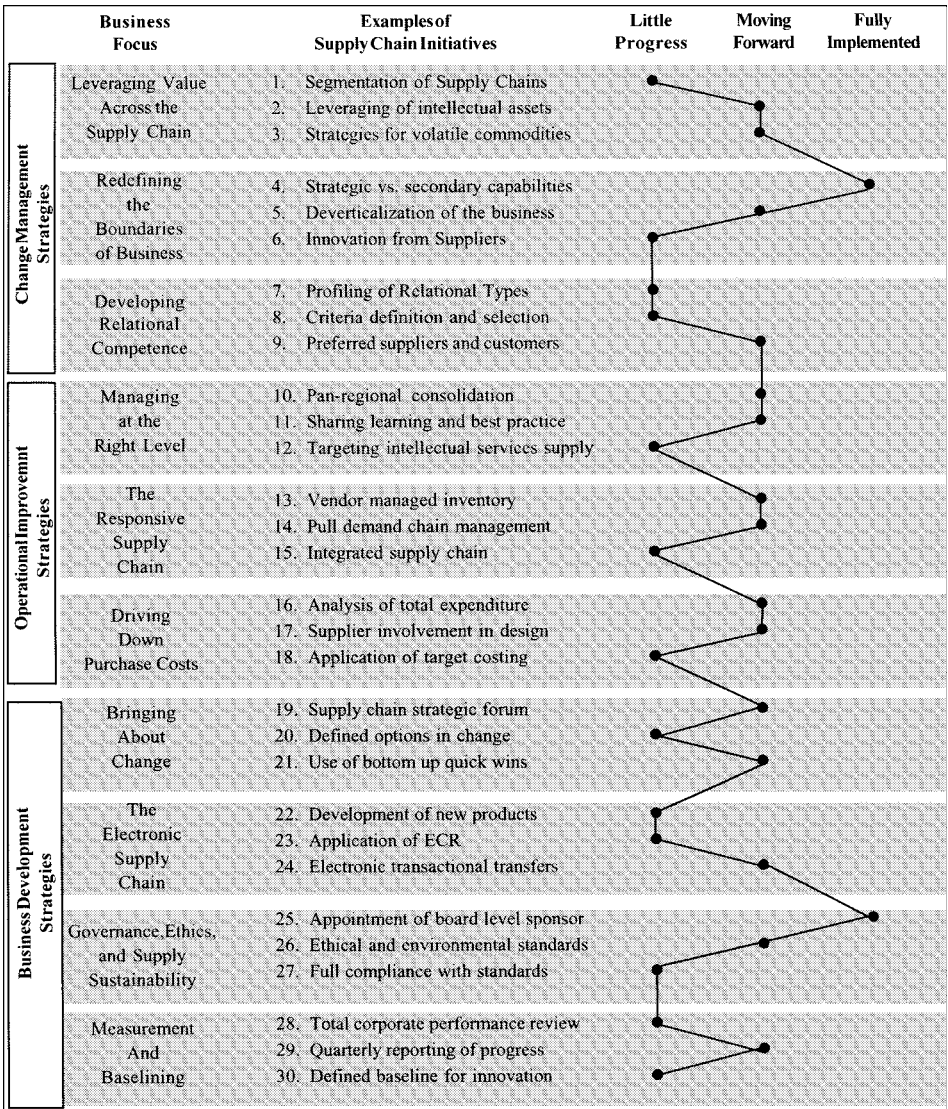 Business Focus
Examples of Supply Chain Initiatives
Little Progress
Moving Forward
Fully Implemented
Change Management Strategies
Leveraging Value
Across the
Supply Chain
1. Segmentation of Supply Chains
2. Leveraging of intellectual assets
3. Strategies for volatile commodities
Redefining
the
Boundaries
of Business
4. Strategic vs. secondary capabilities
5. Deverticalization of the business
6. Innovation from Suppliers
Developing
Relational
Competence
7. Profiling of Relational Types
8. Criteria definition and selection
9. Preferred suppliers and customers
Operational Improvemnt Strategies
Managing
at the
Right Level
10. Pan-regional consolidation
11. Sharing learning and best practice
12. Targeting intellectual services supply
The
Responsive
Supply
Chain
13. Vendor managed inventory
14. Pull demand chain management
15. Integrated supply chain
Driving
Down
Purchase Costs
16. Analysis of total expenditure
17. Supplier involvement in design
18. Application of target costing
Business Development Strategies
Bringing
About
Change
19. Supply chain strategic forum
20. Defined options in change
21. Use of bottom up quick wins
The
Electronic
Supply
Chain
22. Development of new products
23. Application of ECR
24. Electronic transactional transfers
Governance, Ethics,
and Supply
Sustainability
25. Appointment of board level sponsor
26. Ethical and environmental standards
27. Full compliance with standards
Measurement
And
Baselining
28. Total corporate performance review
29. Quarterly reporting of progress
30. Defined baseline for innovation